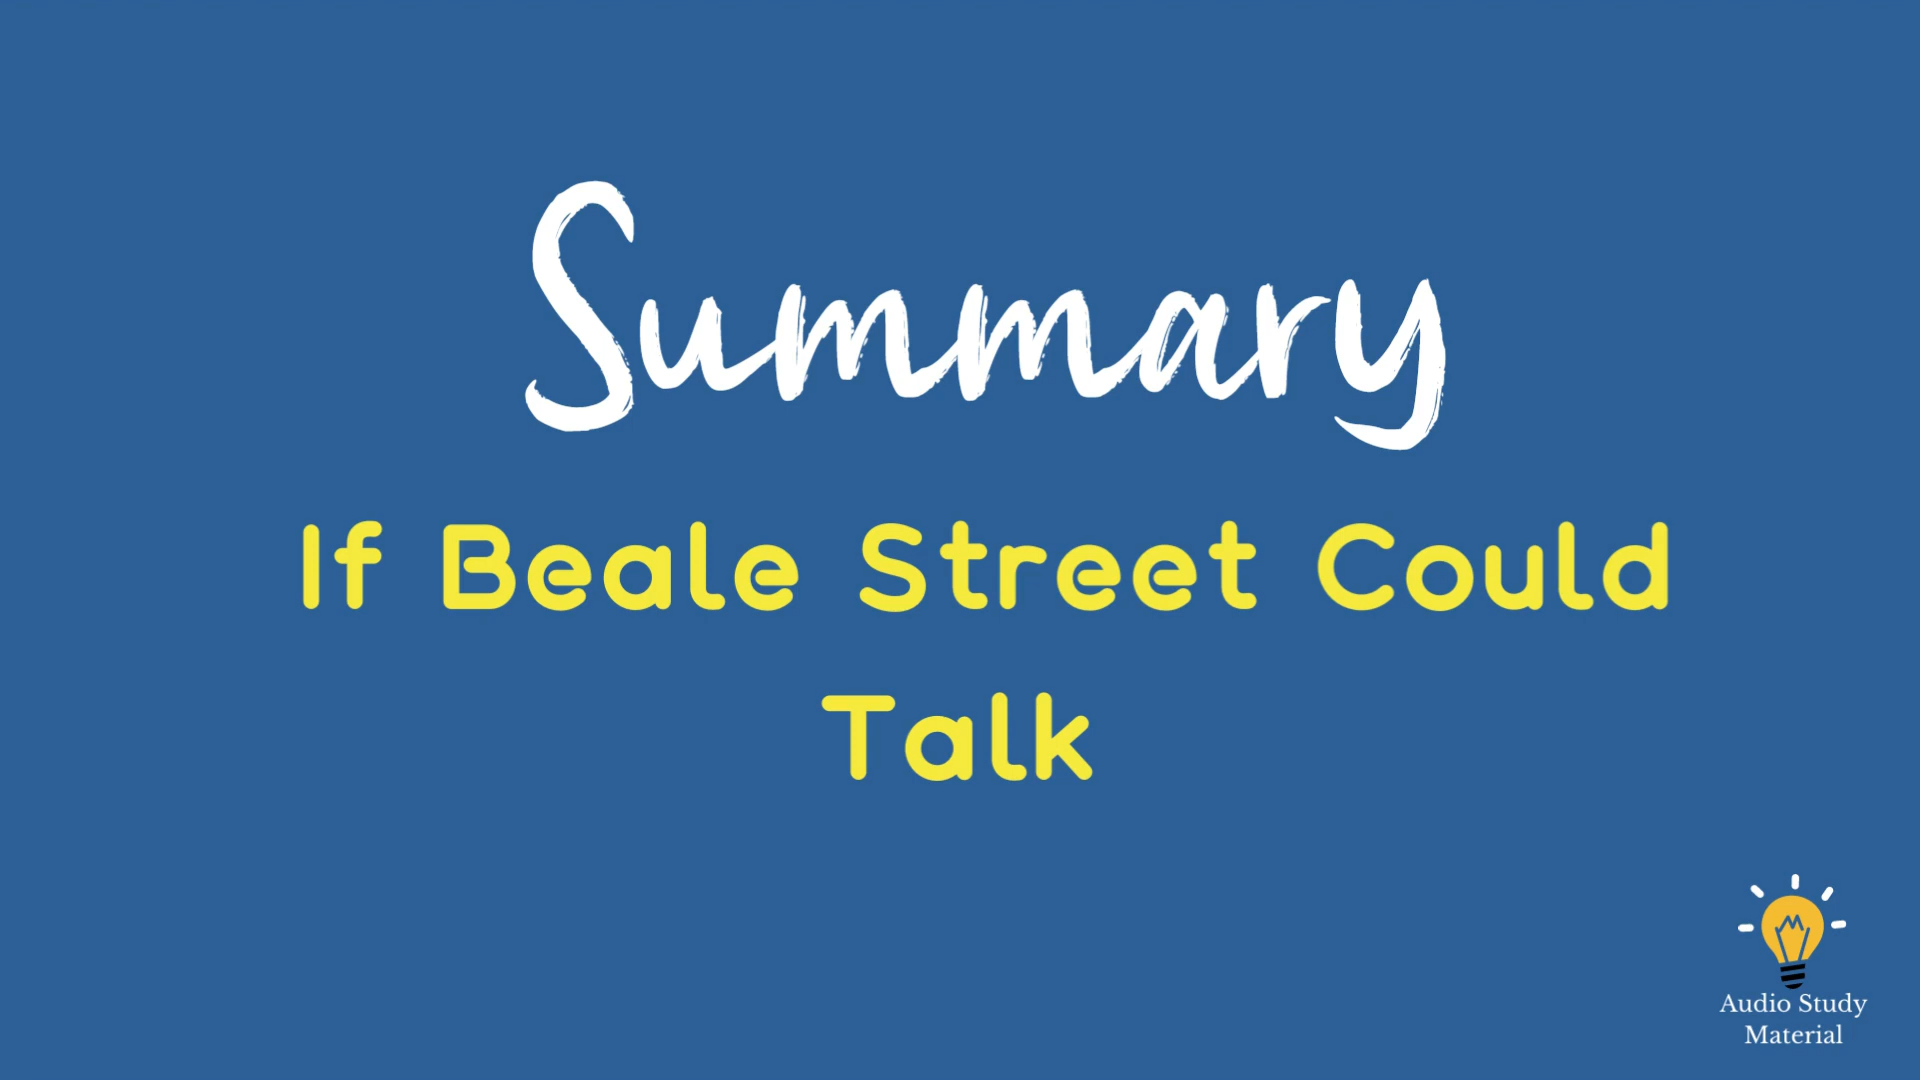 Summary
If Beale Street Could
Talk
Audio Study
Material